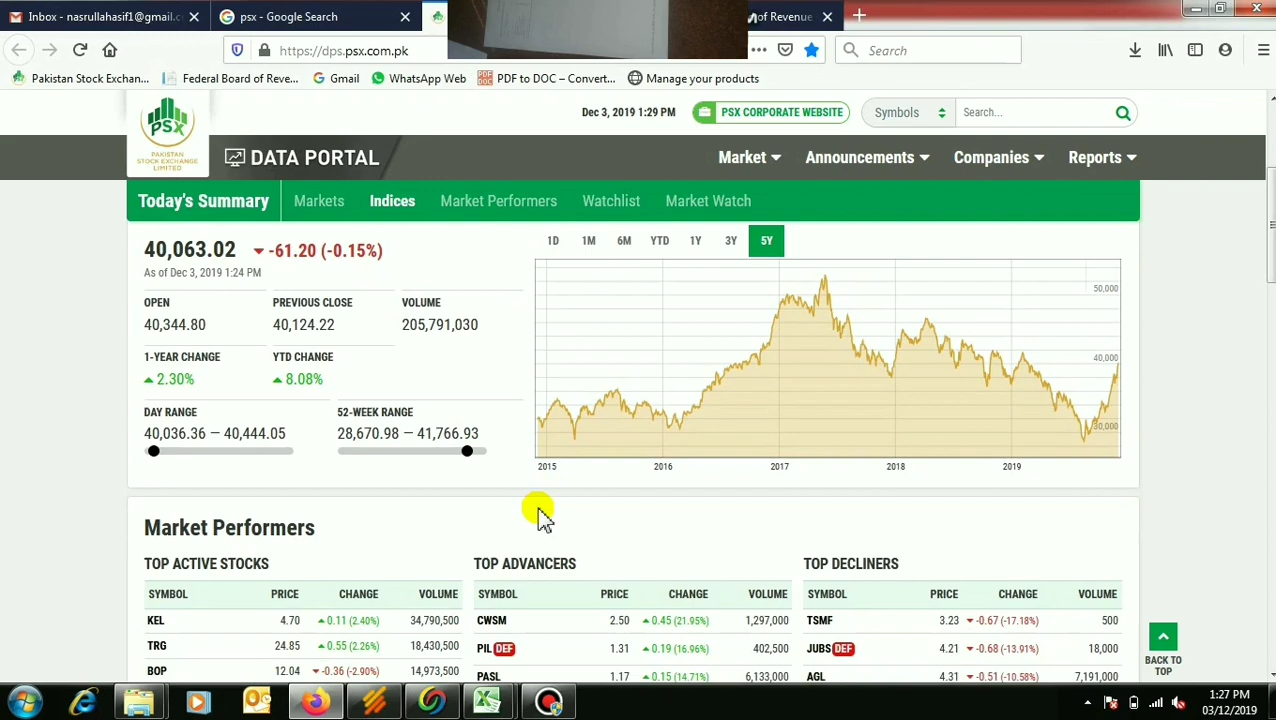 Inbox - nasrullahasif1@gmail.c
psx - Google Search
of Revenue
https://dps.psx.com.pk
Search
Pakistan Stock Exchan...
Federal Board of Reve...
Gmail
WhatsApp Web
PDF to DOC – Convert...
Manage your products
PSX
PAKISTAN
STOCK EXCHANGE
LIMITED
Dec 3, 2019 1:29 PM
PSX CORPORATE WEBSITE
Symbols
Search...
DATA PORTAL
Market
Announcements
Companies
Reports
Today's Summary
Markets
Indices
Market Performers
Watchlist
Market Watch
40,063.02 -61.20 (-0.15%)
As of Dec 3, 2019 1:24 PM
OPEN PREVIOUS CLOSE VOLUME
40,344.80 40,124.22 205,791,030
1-YEAR CHANGE YTD CHANGE
2.30% 8.08%
DAY RANGE 52-WEEK RANGE
40,036.36 — 40,444.05 28,670.98 — 41,766.93
1D 1M 6M YTD 1Y 3Y 5Y
50,000
40,000
30,000
2015 2016 2017 2018 2019
Market Performers
TOP ACTIVE STOCKS
SYMBOL PRICE CHANGE VOLUME
KEL 4.70 0.11 (2.40%) 34,790,500
TRG 24.85 0.55 (2.26%) 18,430,500
BOP 12.04 -0.36 (-2.90%) 14,973,500
TOP ADVANCERS
SYMBOL PRICE CHANGE VOLUME
CWSM 2.50 0.45 (21.95%) 1,297,000
PIL DEF 1.31 0.19 (16.96%) 402,500
PASL 1.17 0.15 (14.71%) 6,133,000
TOP DECLINERS
SYMBOL PRICE CHANGE VOLUME
TSMF 3.23 -0.67 (-17.18%) 500
JUBS DEF 4.21 -0.68 (-13.91%) 18,000
AGL 4.31 -0.51 (-10.58%) 7,191,000
BACK TO
TOP
1:27 PM
03/12/2019